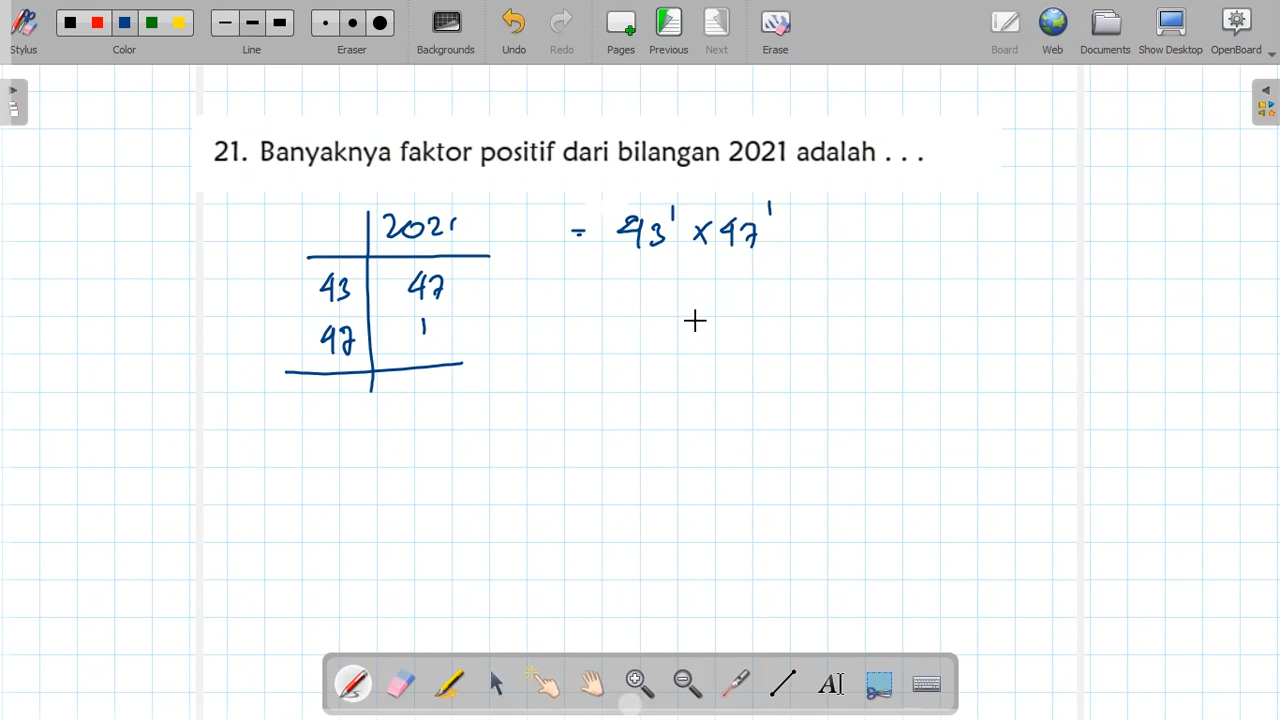 Stylus Color Line Eraser Backgrounds Undo Redo Pages Previous Next Erase Board Web Documents Show Desktop OpenBoard
21. Banyaknya faktor positif dari bilangan 2021 adalah . . .
2021 = 43¹ × 47¹
43 47
47 1